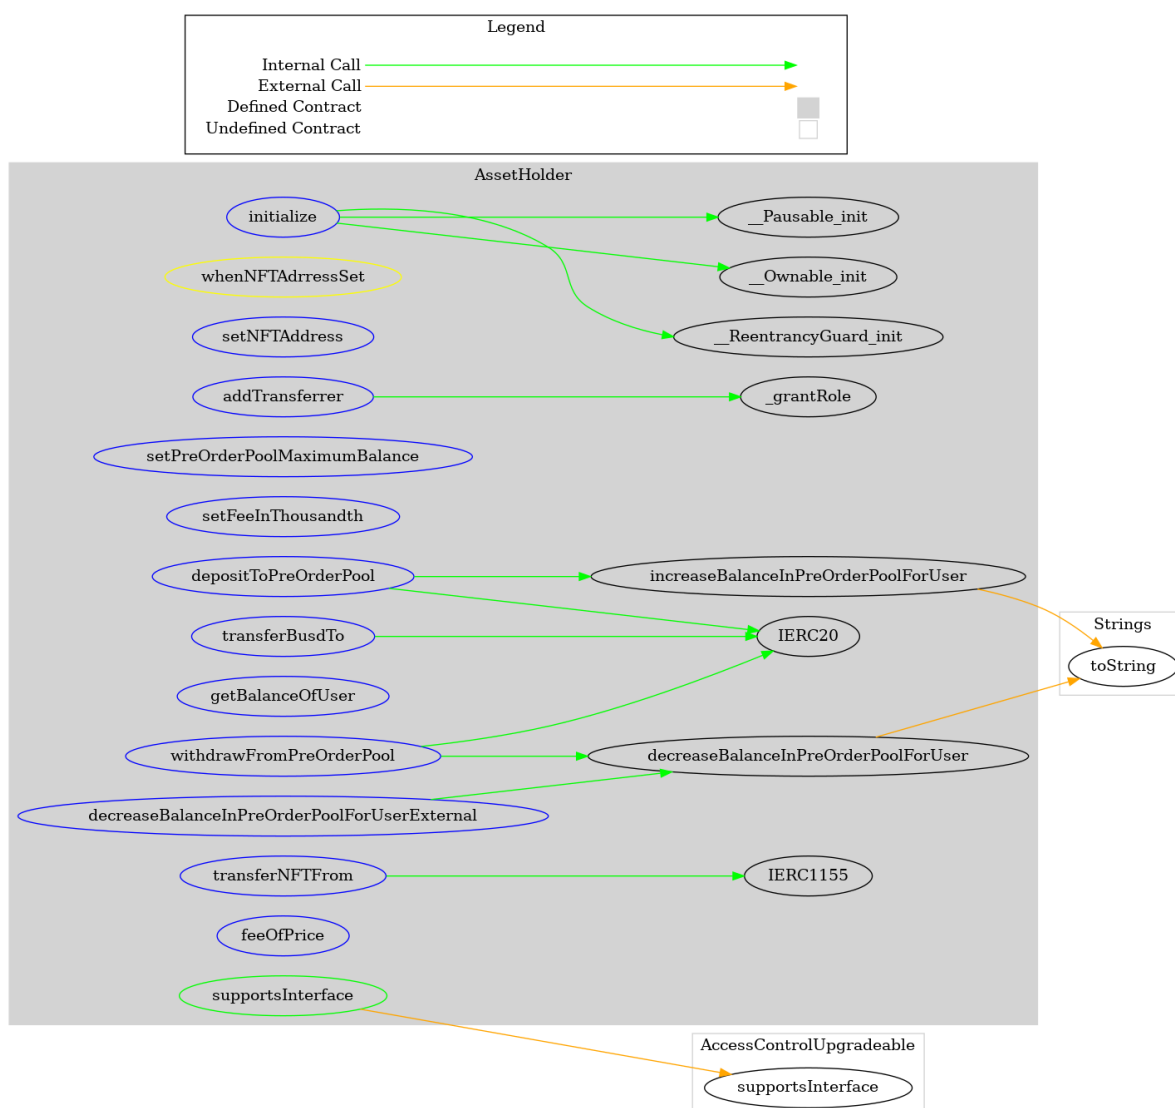 Legend
Internal Call
External Call
Defined Contract
Undefined Contract
AssetHolder
initialize
__Pausable_init
whenNFTAdrressSet
__Ownable_init
setNFTAddress
__ReentrancyGuard_init
addTransferrer
_grantRole
setPreOrderPoolMaximumBalance
setFeeInThousandth
depositToPreOrderPool
increaseBalanceInPreOrderPoolForUser
Strings
transferBusdTo
IERC20
toString
getBalanceOfUser
withdrawFromPreOrderPool
decreaseBalanceInPreOrderPoolForUser
decreaseBalanceInPreOrderPoolForUserExternal
transferNFTFrom
IERC1155
feeOfPrice
supportsInterface
AccessControlUpgradeable
supportsInterface